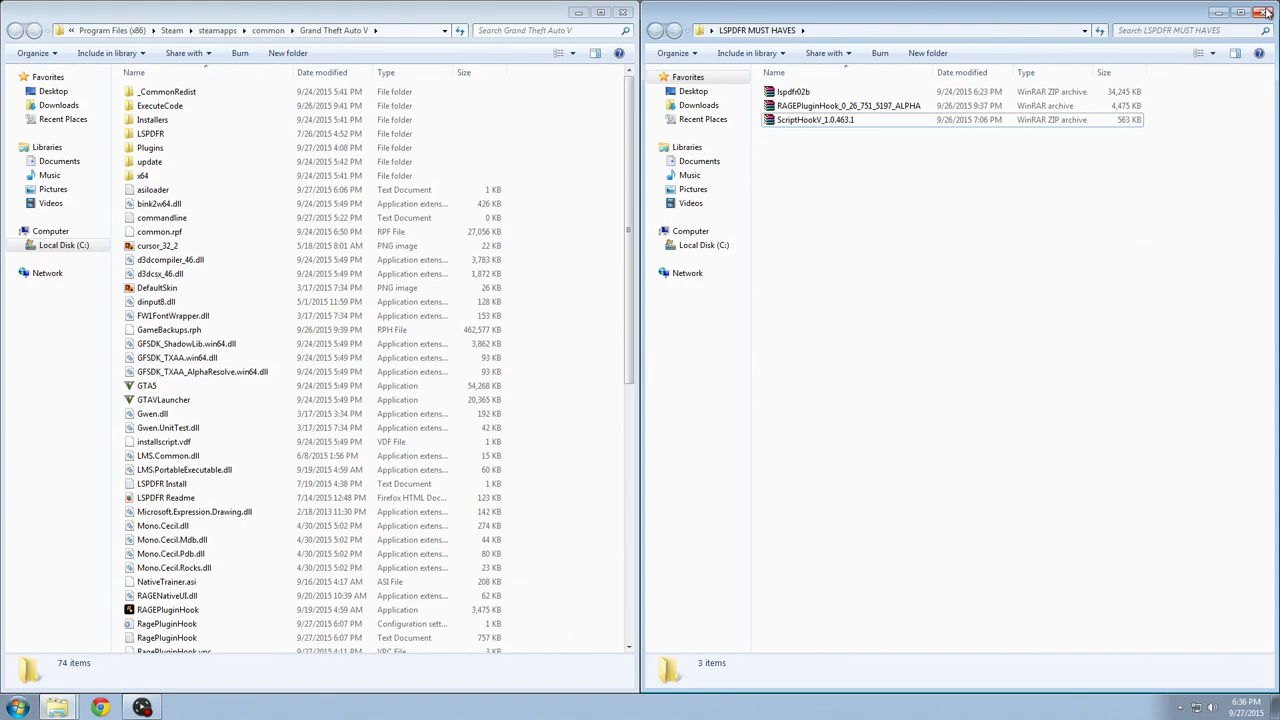 « Program Files (x86) ▸ Steam ▸ steamapps ▸ common ▸ Grand Theft Auto V ▸
Search Grand Theft Auto V
Organize
Include in library
Share with
Burn
New folder
Favorites
Desktop
Downloads
Recent Places
Libraries
Documents
Music
Pictures
Videos
Computer
Local Disk (C:)
Network
Name Date modified Type Size
_CommonRedist 9/24/2015 5:41 PM File folder
ExecuteCode 9/24/2015 5:41 PM File folder
Installers 9/24/2015 5:41 PM File folder
LSPDFR 7/26/2015 4:52 PM File folder
Plugins 9/27/2015 4:08 PM File folder
update 9/24/2015 5:42 PM File folder
x64 9/24/2015 5:41 PM File folder
asiloader 9/27/2015 6:06 PM Text Document 1 KB
bink2w64.dll 9/24/2015 5:49 PM Application extens... 426 KB
commandline 9/27/2015 5:22 PM Text Document 0 KB
common.rpf 9/24/2015 6:50 PM RPF File 27,056 KB
cursor_32_2 5/18/2015 8:01 AM PNG image 22 KB
d3dcompiler_46.dll 9/24/2015 5:49 PM Application extens... 3,783 KB
d3dcsx_46.dll 9/24/2015 5:49 PM Application extens... 1,872 KB
DefaultSkin 3/17/2015 7:34 PM PNG image 26 KB
dinput8.dll 5/1/2015 11:59 PM Application extens... 128 KB
FW1FontWrapper.dll 3/17/2015 7:34 PM Application extens... 153 KB
GameBackups.rph 9/26/2015 9:39 PM RPH File 462,577 KB
GFSDK_ShadowLib.win64.dll 9/24/2015 5:49 PM Application extens... 3,862 KB
GFSDK_TXAA.win64.dll 9/24/2015 5:49 PM Application extens... 93 KB
GFSDK_TXAA_AlphaResolve.win64.dll 9/24/2015 5:49 PM Application extens... 93 KB
GTA5 9/24/2015 5:49 PM Application 54,268 KB
GTAVLauncher 9/24/2015 5:49 PM Application 20,365 KB
Gwen.dll 3/17/2015 7:34 PM Application extens... 192 KB
Gwen.UnitTest.dll 3/17/2015 7:34 PM Application extens... 42 KB
installscript.vdf 9/24/2015 5:49 PM VDF File 1 KB
LMS.Common.dll 6/8/2015 1:56 PM Application extens... 15 KB
LMS.PortableExecutable.dll 9/19/2015 4:59 AM Application extens... 60 KB
LSPDFR Install 7/19/2015 4:38 PM Text Document 1 KB
LSPDFR Readme 7/14/2015 12:48 PM Firefox HTML Doc... 123 KB
Microsoft.Expression.Drawing.dll 2/18/2013 11:30 PM Application extens... 142 KB
Mono.Cecil.dll 4/30/2015 5:02 PM Application extens... 274 KB
Mono.Cecil.Mdb.dll 4/30/2015 5:02 PM Application extens... 44 KB
Mono.Cecil.Pdb.dll 4/30/2015 5:02 PM Application extens... 80 KB
Mono.Cecil.Rocks.dll 4/30/2015 5:02 PM Application extens... 23 KB
NativeTrainer.asi 9/16/2015 4:17 AM ASI File 208 KB
RAGENativeUI.dll 9/20/2015 10:39 AM Application extens... 62 KB
RAGEPluginHook 9/19/2015 4:59 AM Application 3,475 KB
RagePluginHook 9/27/2015 6:07 PM Configuration sett... 1 KB
RagePluginHook 9/27/2015 6:07 PM Text Document 757 KB
RagePluginHook.vpc 9/27/2015 4:11 PM VPC File 3 KB
74 items
▸ LSPDFR MUST HAVES ▸
Search LSPDFR MUST HAVES
Organize
Include in library
Share with
Burn
New folder
Favorites
Desktop
Downloads
Recent Places
Libraries
Documents
Music
Pictures
Videos
Computer
Local Disk (C:)
Network
Name Date modified Type Size
lspdfr02b 9/24/2015 6:23 PM WinRAR ZIP archive 34,245 KB
RAGEPluginHook_0_26_751_5197_ALPHA 9/26/2015 9:37 PM WinRAR ZIP archive 4,475 KB
ScriptHookV_1.0.463.1 9/26/2015 7:06 PM WinRAR ZIP archive 563 KB
3 items
6:36 PM
9/27/2015